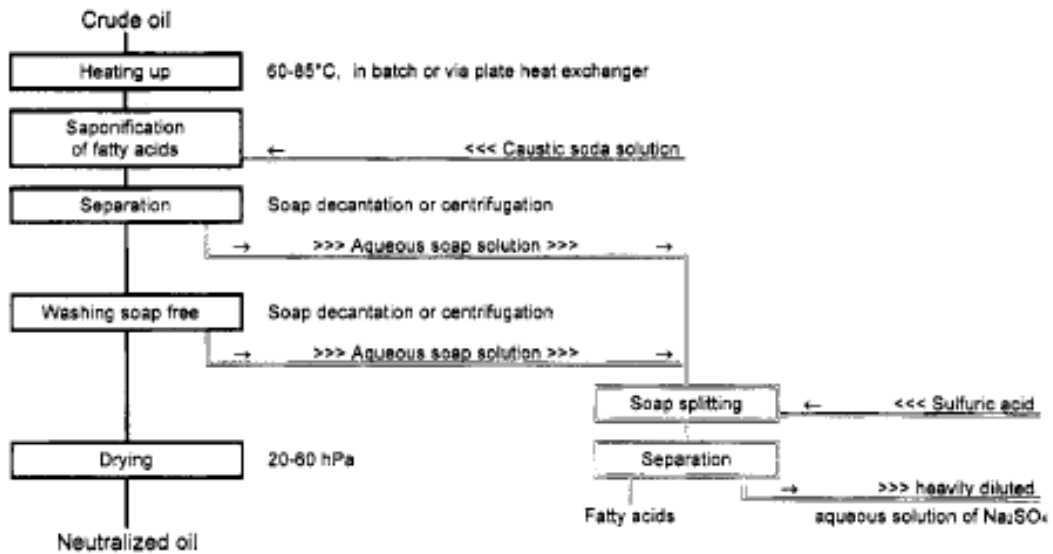 Crude oil
Heating up
60-85°C, in batch or via plate heat exchanger
Saponification
of fatty acids
← <<< Caustic soda solution
Separation
Soap decantation or centrifugation
→ >>> Aqueous soap solution >>> →
Washing soap free
Soap decantation or centrifugation
→ >>> Aqueous soap solution >>> →
Soap splitting
← <<< Sulfuric acid
Drying
20-60 hPa
Separation
→ >>> heavily diluted
Fatty acids
aqueous solution of Na₂SO₄
Neutralized oil